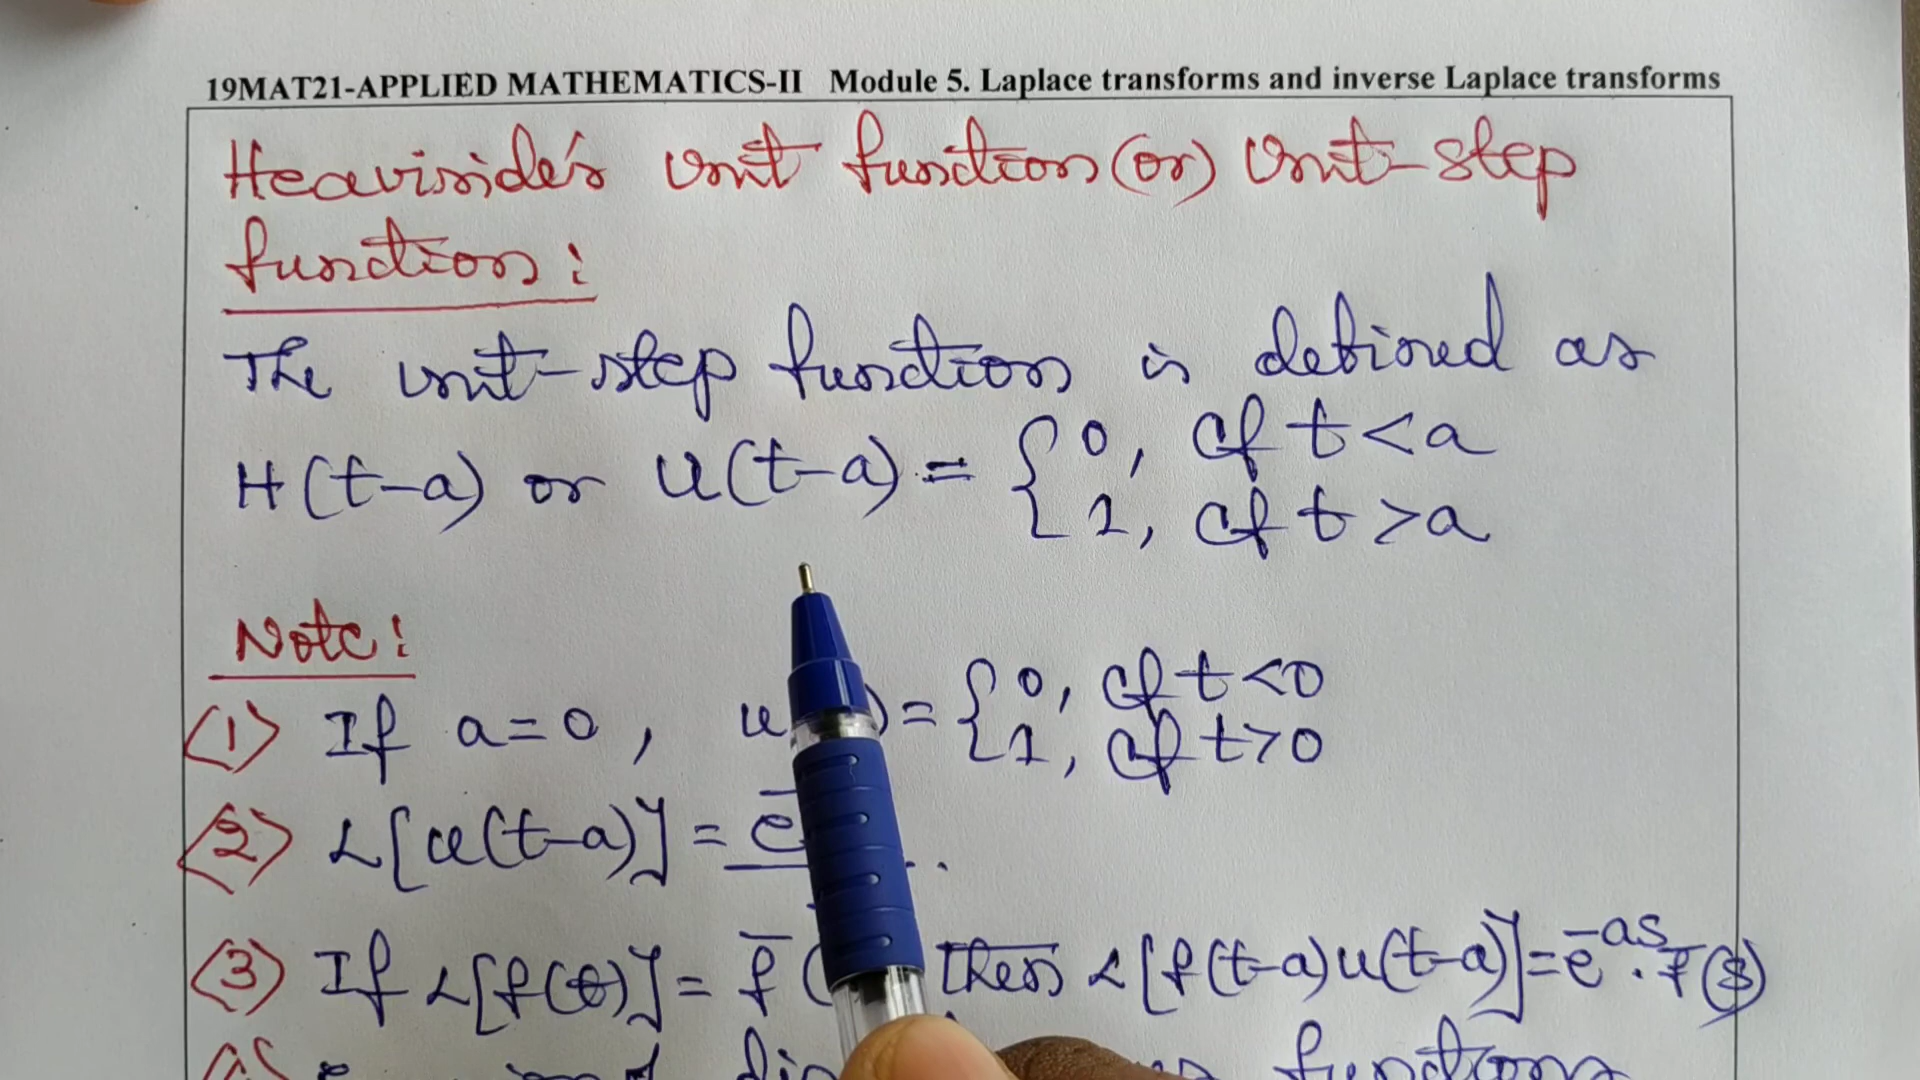 19MAT21-APPLIED MATHEMATICS-II Module 5. Laplace transforms and inverse Laplace transforms
Heaviside's Unit function (or) Unit-step
function:
The unit-step function is defined as
H(t-a) or u(t-a) = { 0, if t<a
1, if t>a
Note:
(1) If a=0, u ) = { 0, if t<0
1, if t>0
(2) L[u(t-a)] = e
(3) If L[f(t)] = f̄ ( then L[f(t-a)u(t-a)] = e^-as . f̄(s)
functions